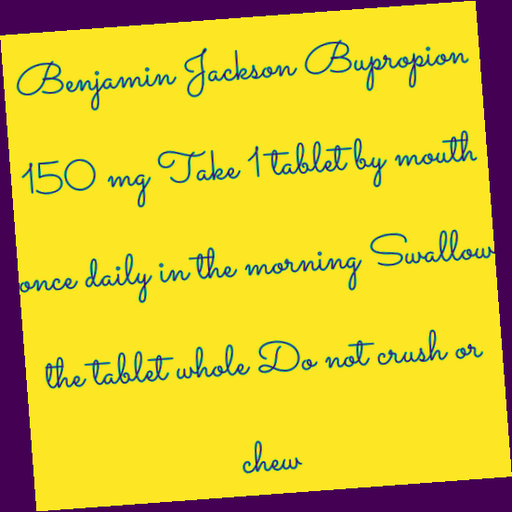 Benjamin Jackson Bupropion
150 mg Take 1 tablet by mouth
once daily in the morning Swallow
the tablet whole Do not crush or
chew